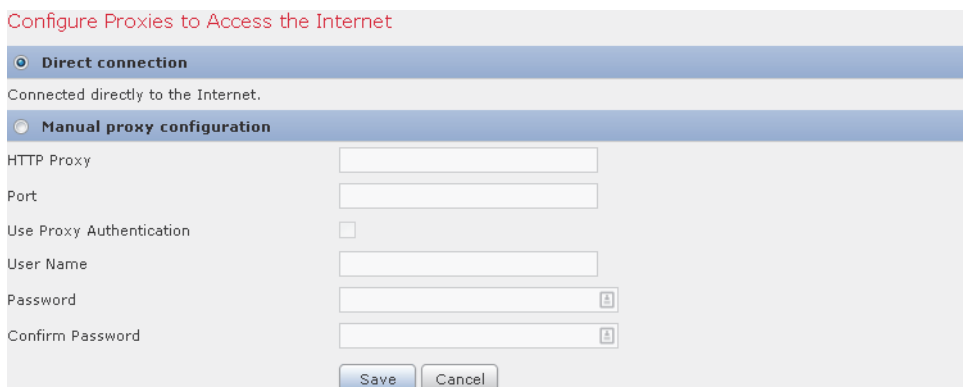 Configure Proxies to Access the Internet
Direct connection
Connected directly to the Internet.
Manual proxy configuration
HTTP Proxy
Port
Use Proxy Authentication
User Name
Password
Confirm Password
Save Cancel